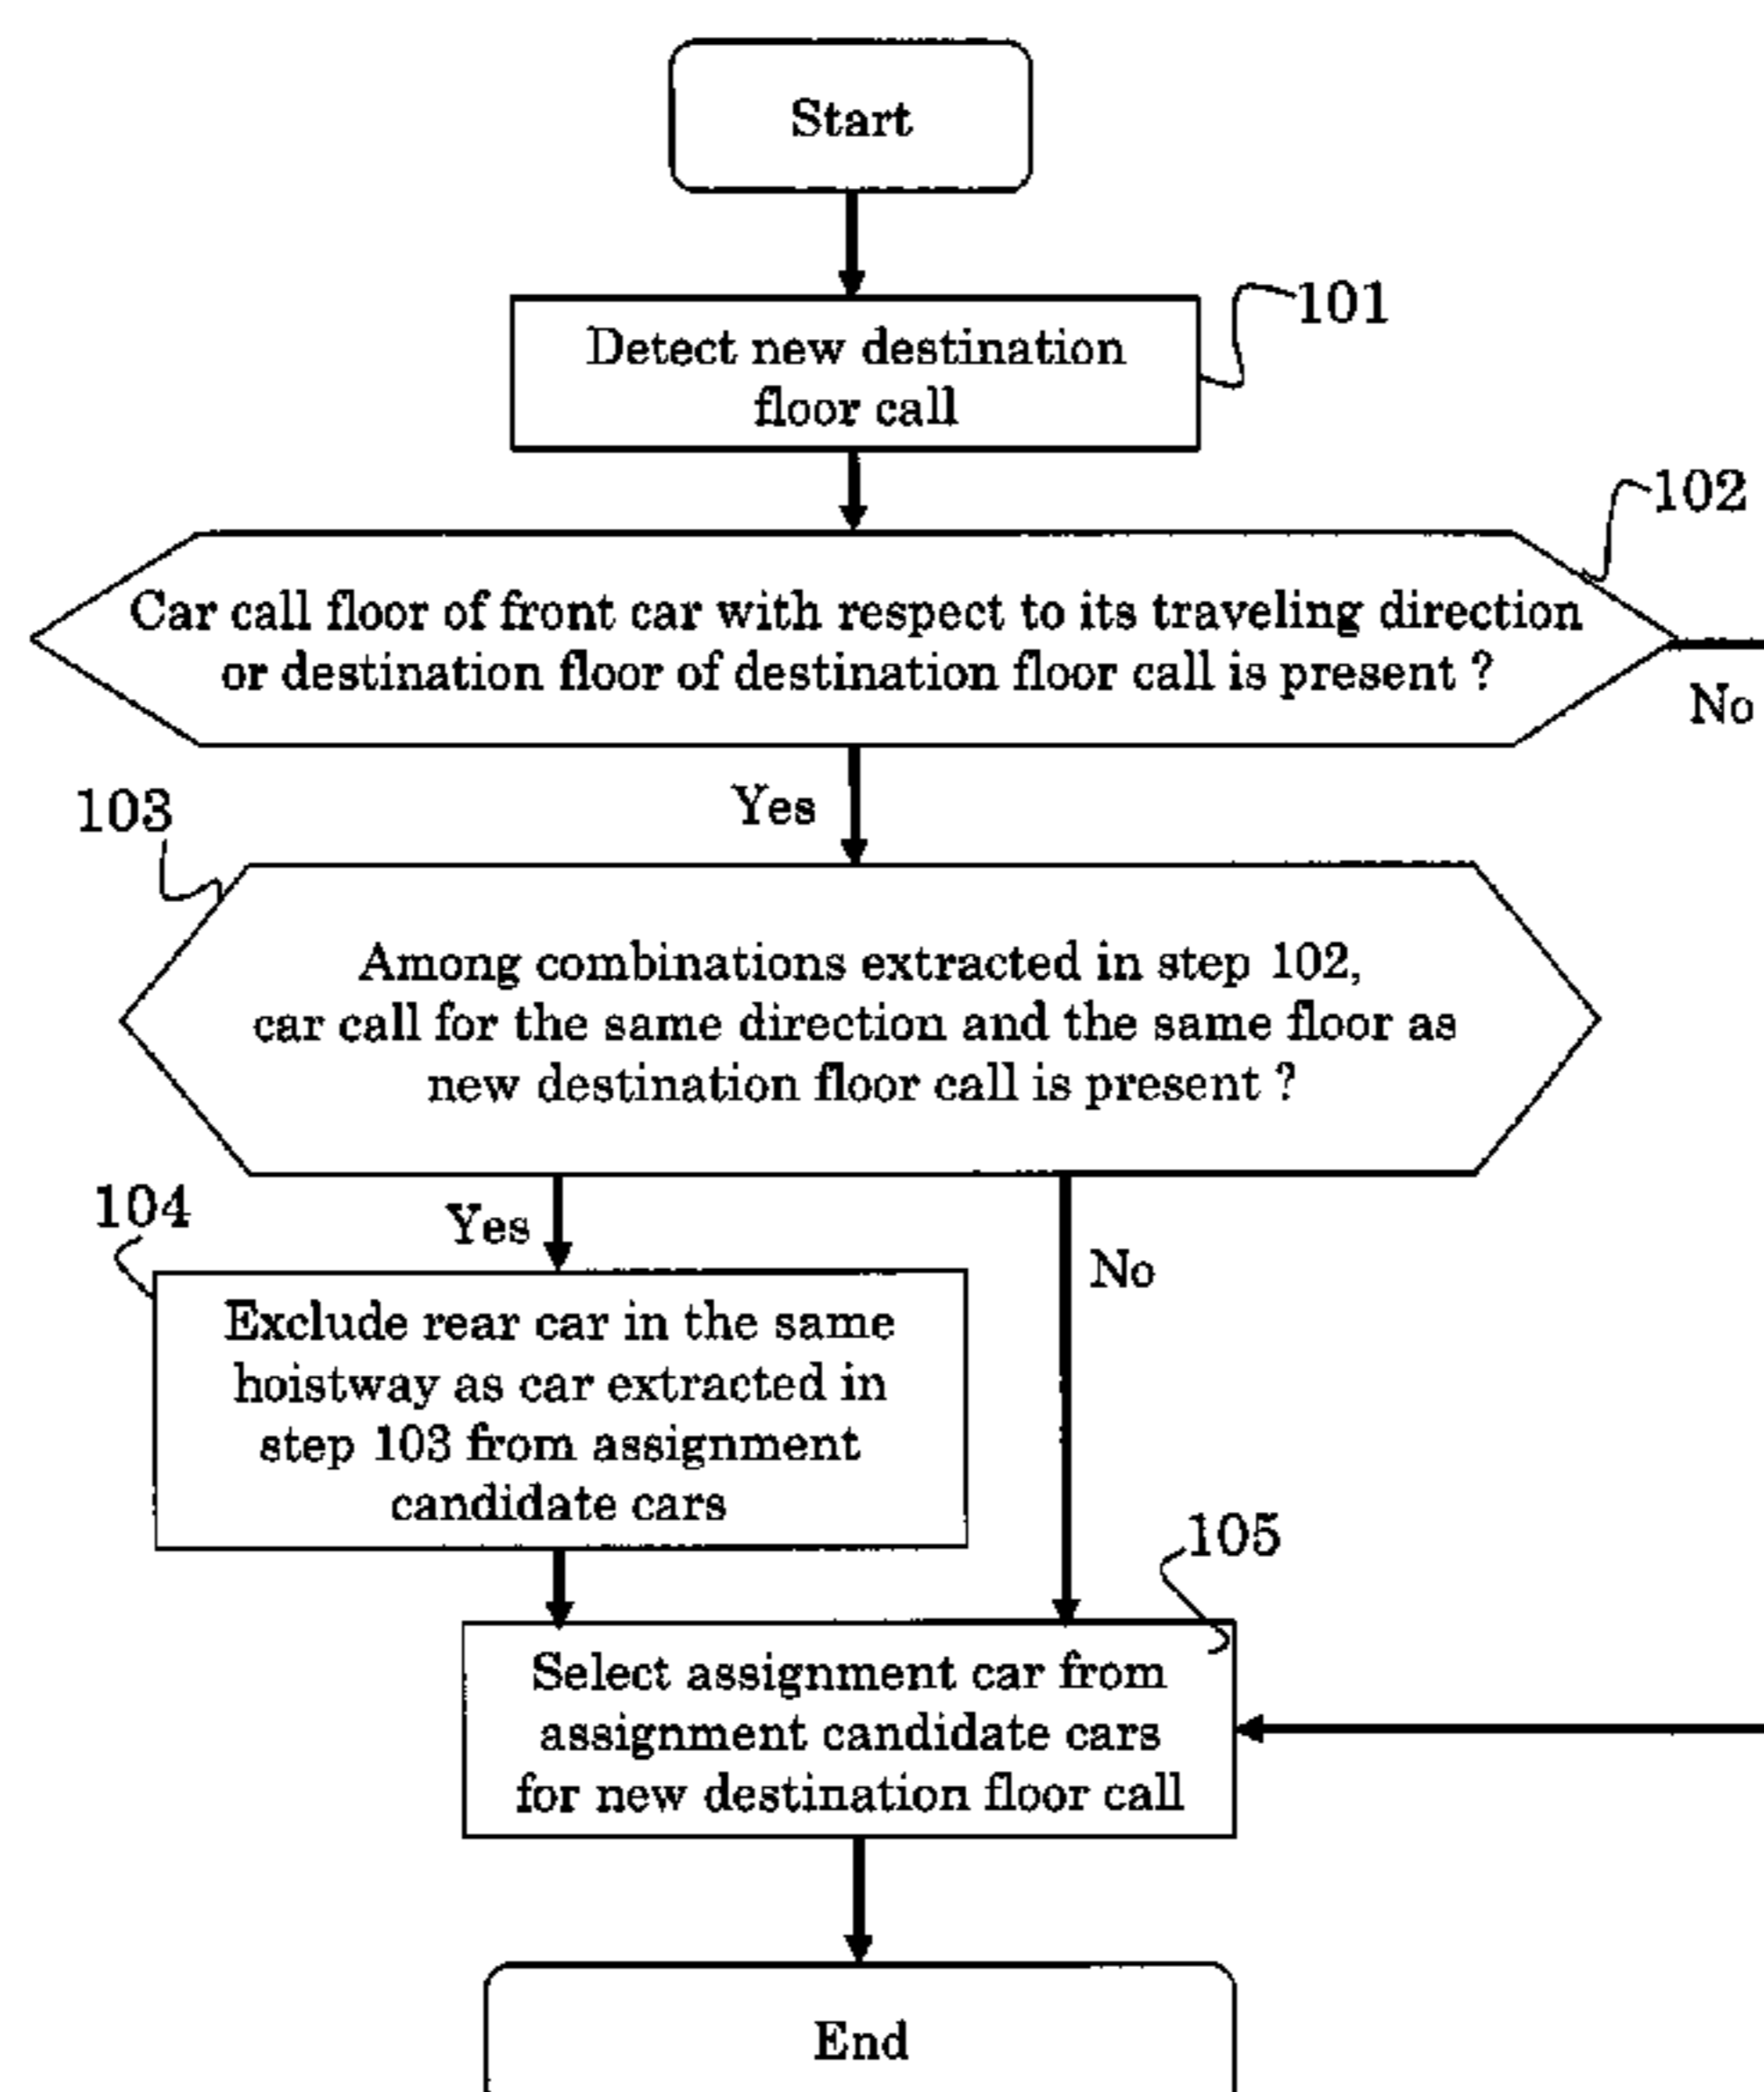 Start
101
Detect new destination
floor call
102
Car call floor of front car with respect to its traveling direction
or destination floor of destination floor call is present ?
No
Yes
103
Among combinations extracted in step 102,
car call for the same direction and the same floor as
new destination floor call is present ?
104
Yes
No
Exclude rear car in the same
hoistway as car extracted in
step 103 from assignment
candidate cars
105
Select assignment car from
assignment candidate cars
for new destination floor call
End